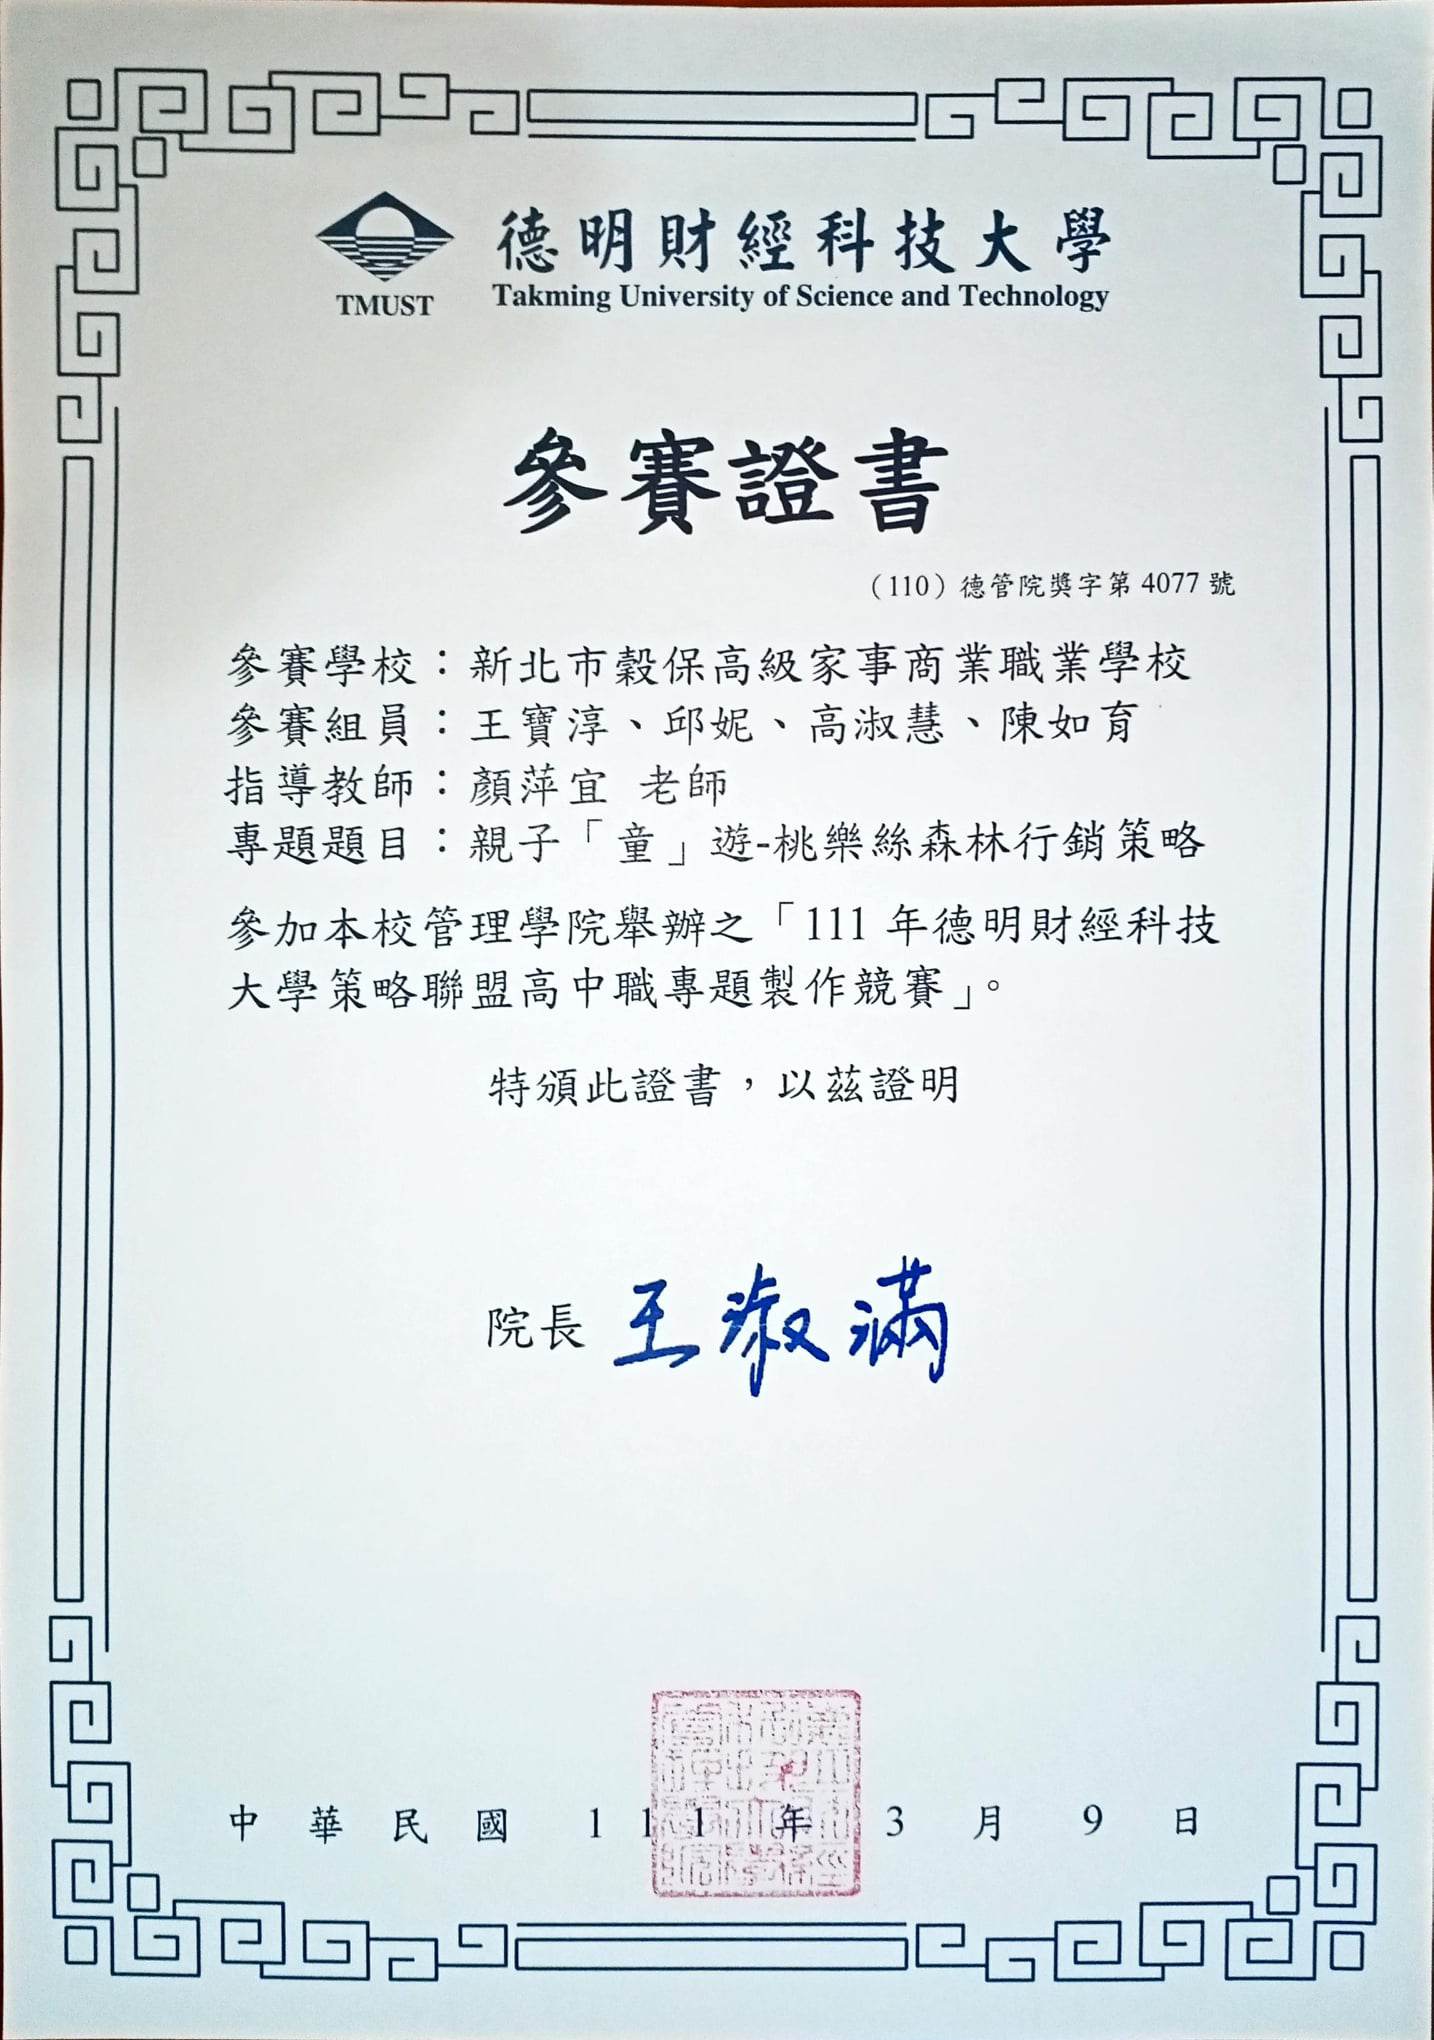 德明財經科技大學
TMUST
Takming University of Science and Technology
參賽證書
（110）德管院獎字第 4077 號
參賽學校：新北市穀保高級家事商業職業學校
參賽組員：王寶淳、邱妮、高淑慧、陳如育
指導教師：顏萍宜 老師
專題題目：親子「童」遊-桃樂絲森林行銷策略
參加本校管理學院舉辦之「111 年德明財經科技
大學策略聯盟高中職專題製作競賽」。
特頒此證書，以茲證明
院長 王淑滿
中華民國 111 年 3 月 9 日